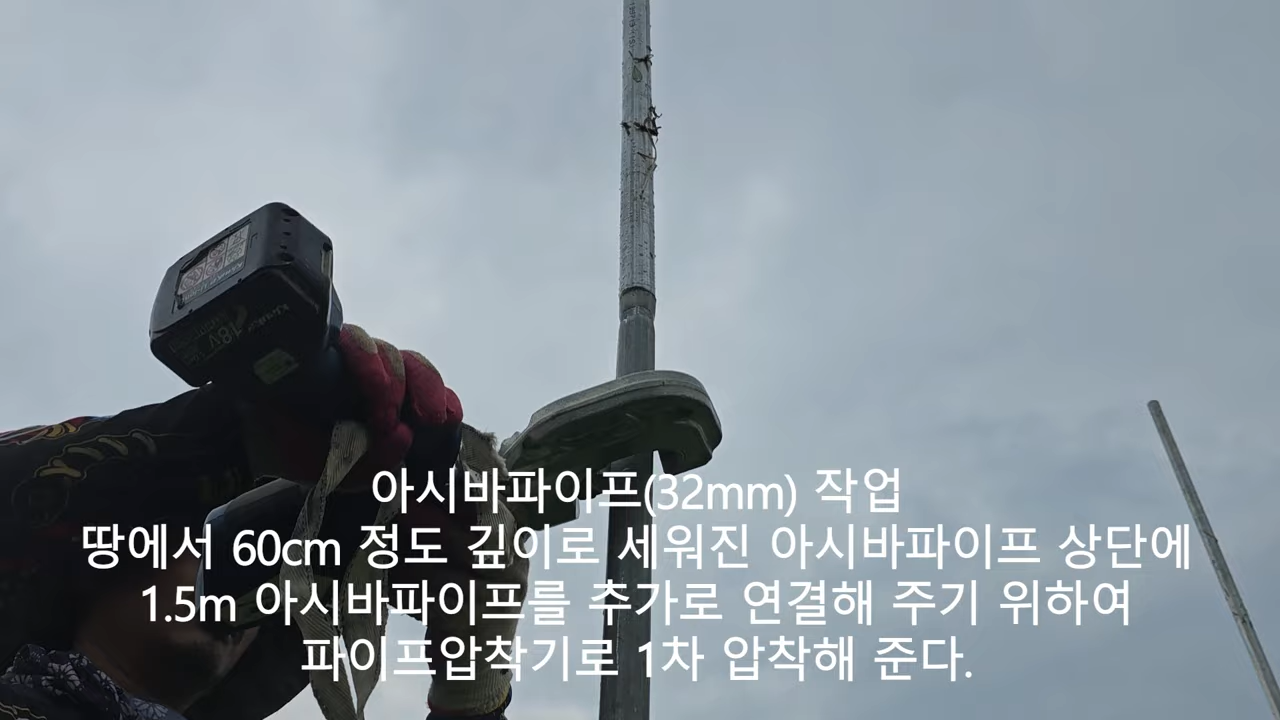 18V
아시바파이프(32mm) 작업
땅에서 60cm 정도 깊이로 세워진 아시바파이프 상단에
1.5m 아시바파이프를 추가로 연결해 주기 위하여
파이프압착기로 1차 압착해 준다.